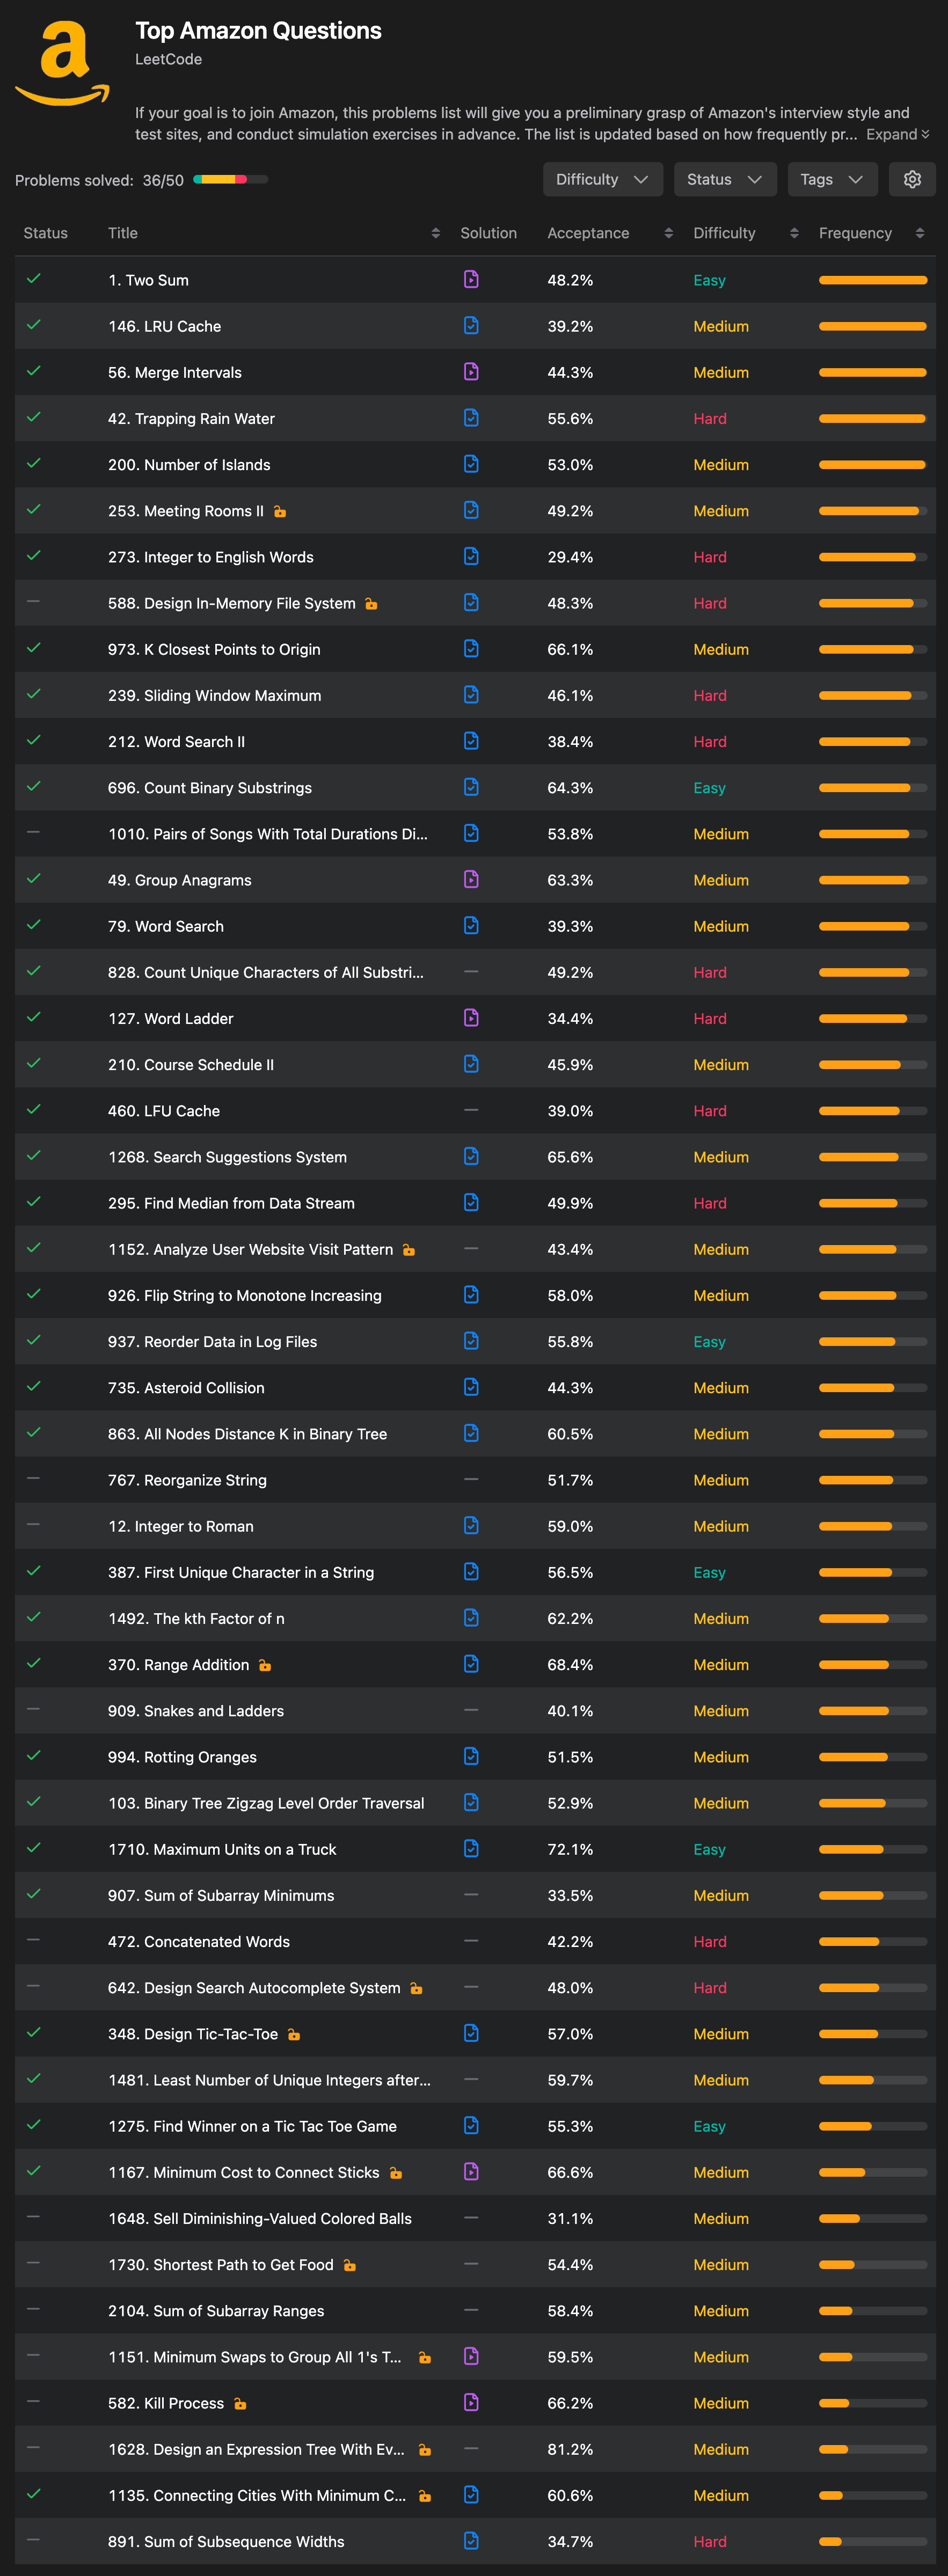 Top Amazon Questions
LeetCode
If your goal is to join Amazon, this problems list will give you a preliminary grasp of Amazon's interview style and
test sites, and conduct simulation exercises in advance. The list is updated based on how frequently pr... Expand
Problems solved: 36/50 Difficulty Status Tags
Status Title Solution Acceptance Difficulty Frequency
1. Two Sum 48.2% Easy
146. LRU Cache 39.2% Medium
56. Merge Intervals 44.3% Medium
42. Trapping Rain Water 55.6% Hard
200. Number of Islands 53.0% Medium
253. Meeting Rooms II 49.2% Medium
273. Integer to English Words 29.4% Hard
588. Design In-Memory File System 48.3% Hard
973. K Closest Points to Origin 66.1% Medium
239. Sliding Window Maximum 46.1% Hard
212. Word Search II 38.4% Hard
696. Count Binary Substrings 64.3% Easy
1010. Pairs of Songs With Total Durations Di... 53.8% Medium
49. Group Anagrams 63.3% Medium
79. Word Search 39.3% Medium
828. Count Unique Characters of All Substri... 49.2% Hard
127. Word Ladder 34.4% Hard
210. Course Schedule II 45.9% Medium
460. LFU Cache 39.0% Hard
1268. Search Suggestions System 65.6% Medium
295. Find Median from Data Stream 49.9% Hard
1152. Analyze User Website Visit Pattern 43.4% Medium
926. Flip String to Monotone Increasing 58.0% Medium
937. Reorder Data in Log Files 55.8% Easy
735. Asteroid Collision 44.3% Medium
863. All Nodes Distance K in Binary Tree 60.5% Medium
767. Reorganize String 51.7% Medium
12. Integer to Roman 59.0% Medium
387. First Unique Character in a String 56.5% Easy
1492. The kth Factor of n 62.2% Medium
370. Range Addition 68.4% Medium
909. Snakes and Ladders 40.1% Medium
994. Rotting Oranges 51.5% Medium
103. Binary Tree Zigzag Level Order Traversal 52.9% Medium
1710. Maximum Units on a Truck 72.1% Easy
907. Sum of Subarray Minimums 33.5% Medium
472. Concatenated Words 42.2% Hard
642. Design Search Autocomplete System 48.0% Hard
348. Design Tic-Tac-Toe 57.0% Medium
1481. Least Number of Unique Integers after... 59.7% Medium
1275. Find Winner on a Tic Tac Toe Game 55.3% Easy
1167. Minimum Cost to Connect Sticks 66.6% Medium
1648. Sell Diminishing-Valued Colored Balls 31.1% Medium
1730. Shortest Path to Get Food 54.4% Medium
2104. Sum of Subarray Ranges 58.4% Medium
1151. Minimum Swaps to Group All 1's T... 59.5% Medium
582. Kill Process 66.2% Medium
1628. Design an Expression Tree With Ev... 81.2% Medium
1135. Connecting Cities With Minimum C... 60.6% Medium
891. Sum of Subsequence Widths 34.7% Hard